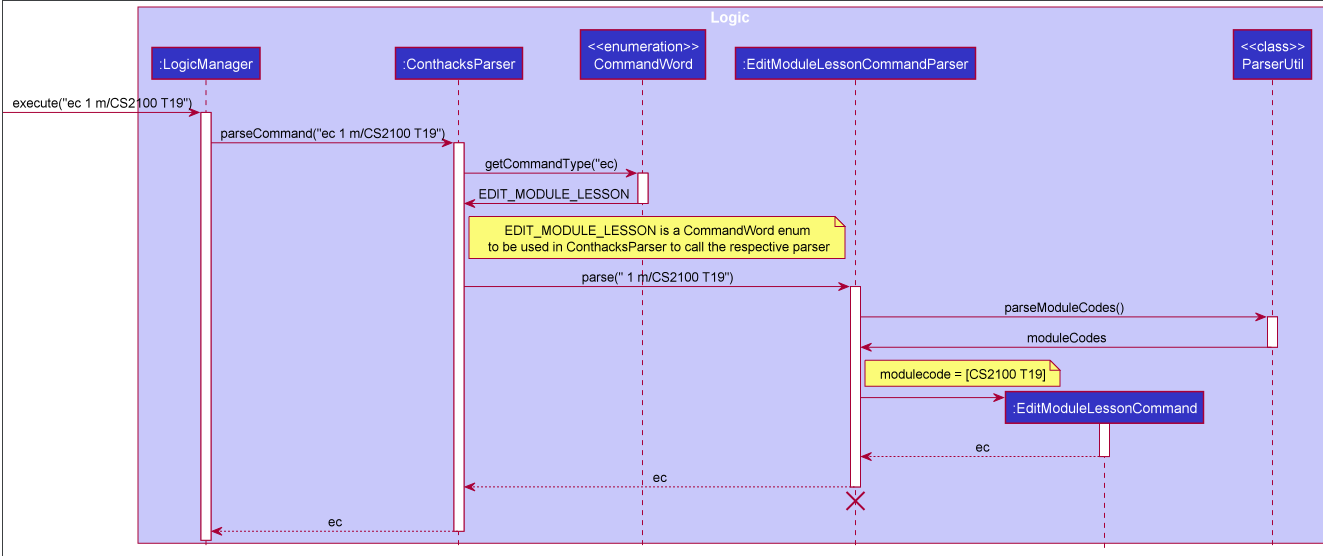 Logic
:LogicManager
:ConthacksParser
<<enumeration>>
CommandWord
:EditModuleLessonCommandParser
<<class>>
ParserUtil
execute("ec 1 m/CS2100 T19")
parseCommand("ec 1 m/CS2100 T19")
getCommandType("ec)
EDIT_MODULE_LESSON
EDIT_MODULE_LESSON is a CommandWord enum
to be used in ConthacksParser to call the respective parser
parse(" 1 m/CS2100 T19")
parseModuleCodes()
moduleCodes
modulecode = [CS2100 T19]
:EditModuleLessonCommand
ec
ec
ec